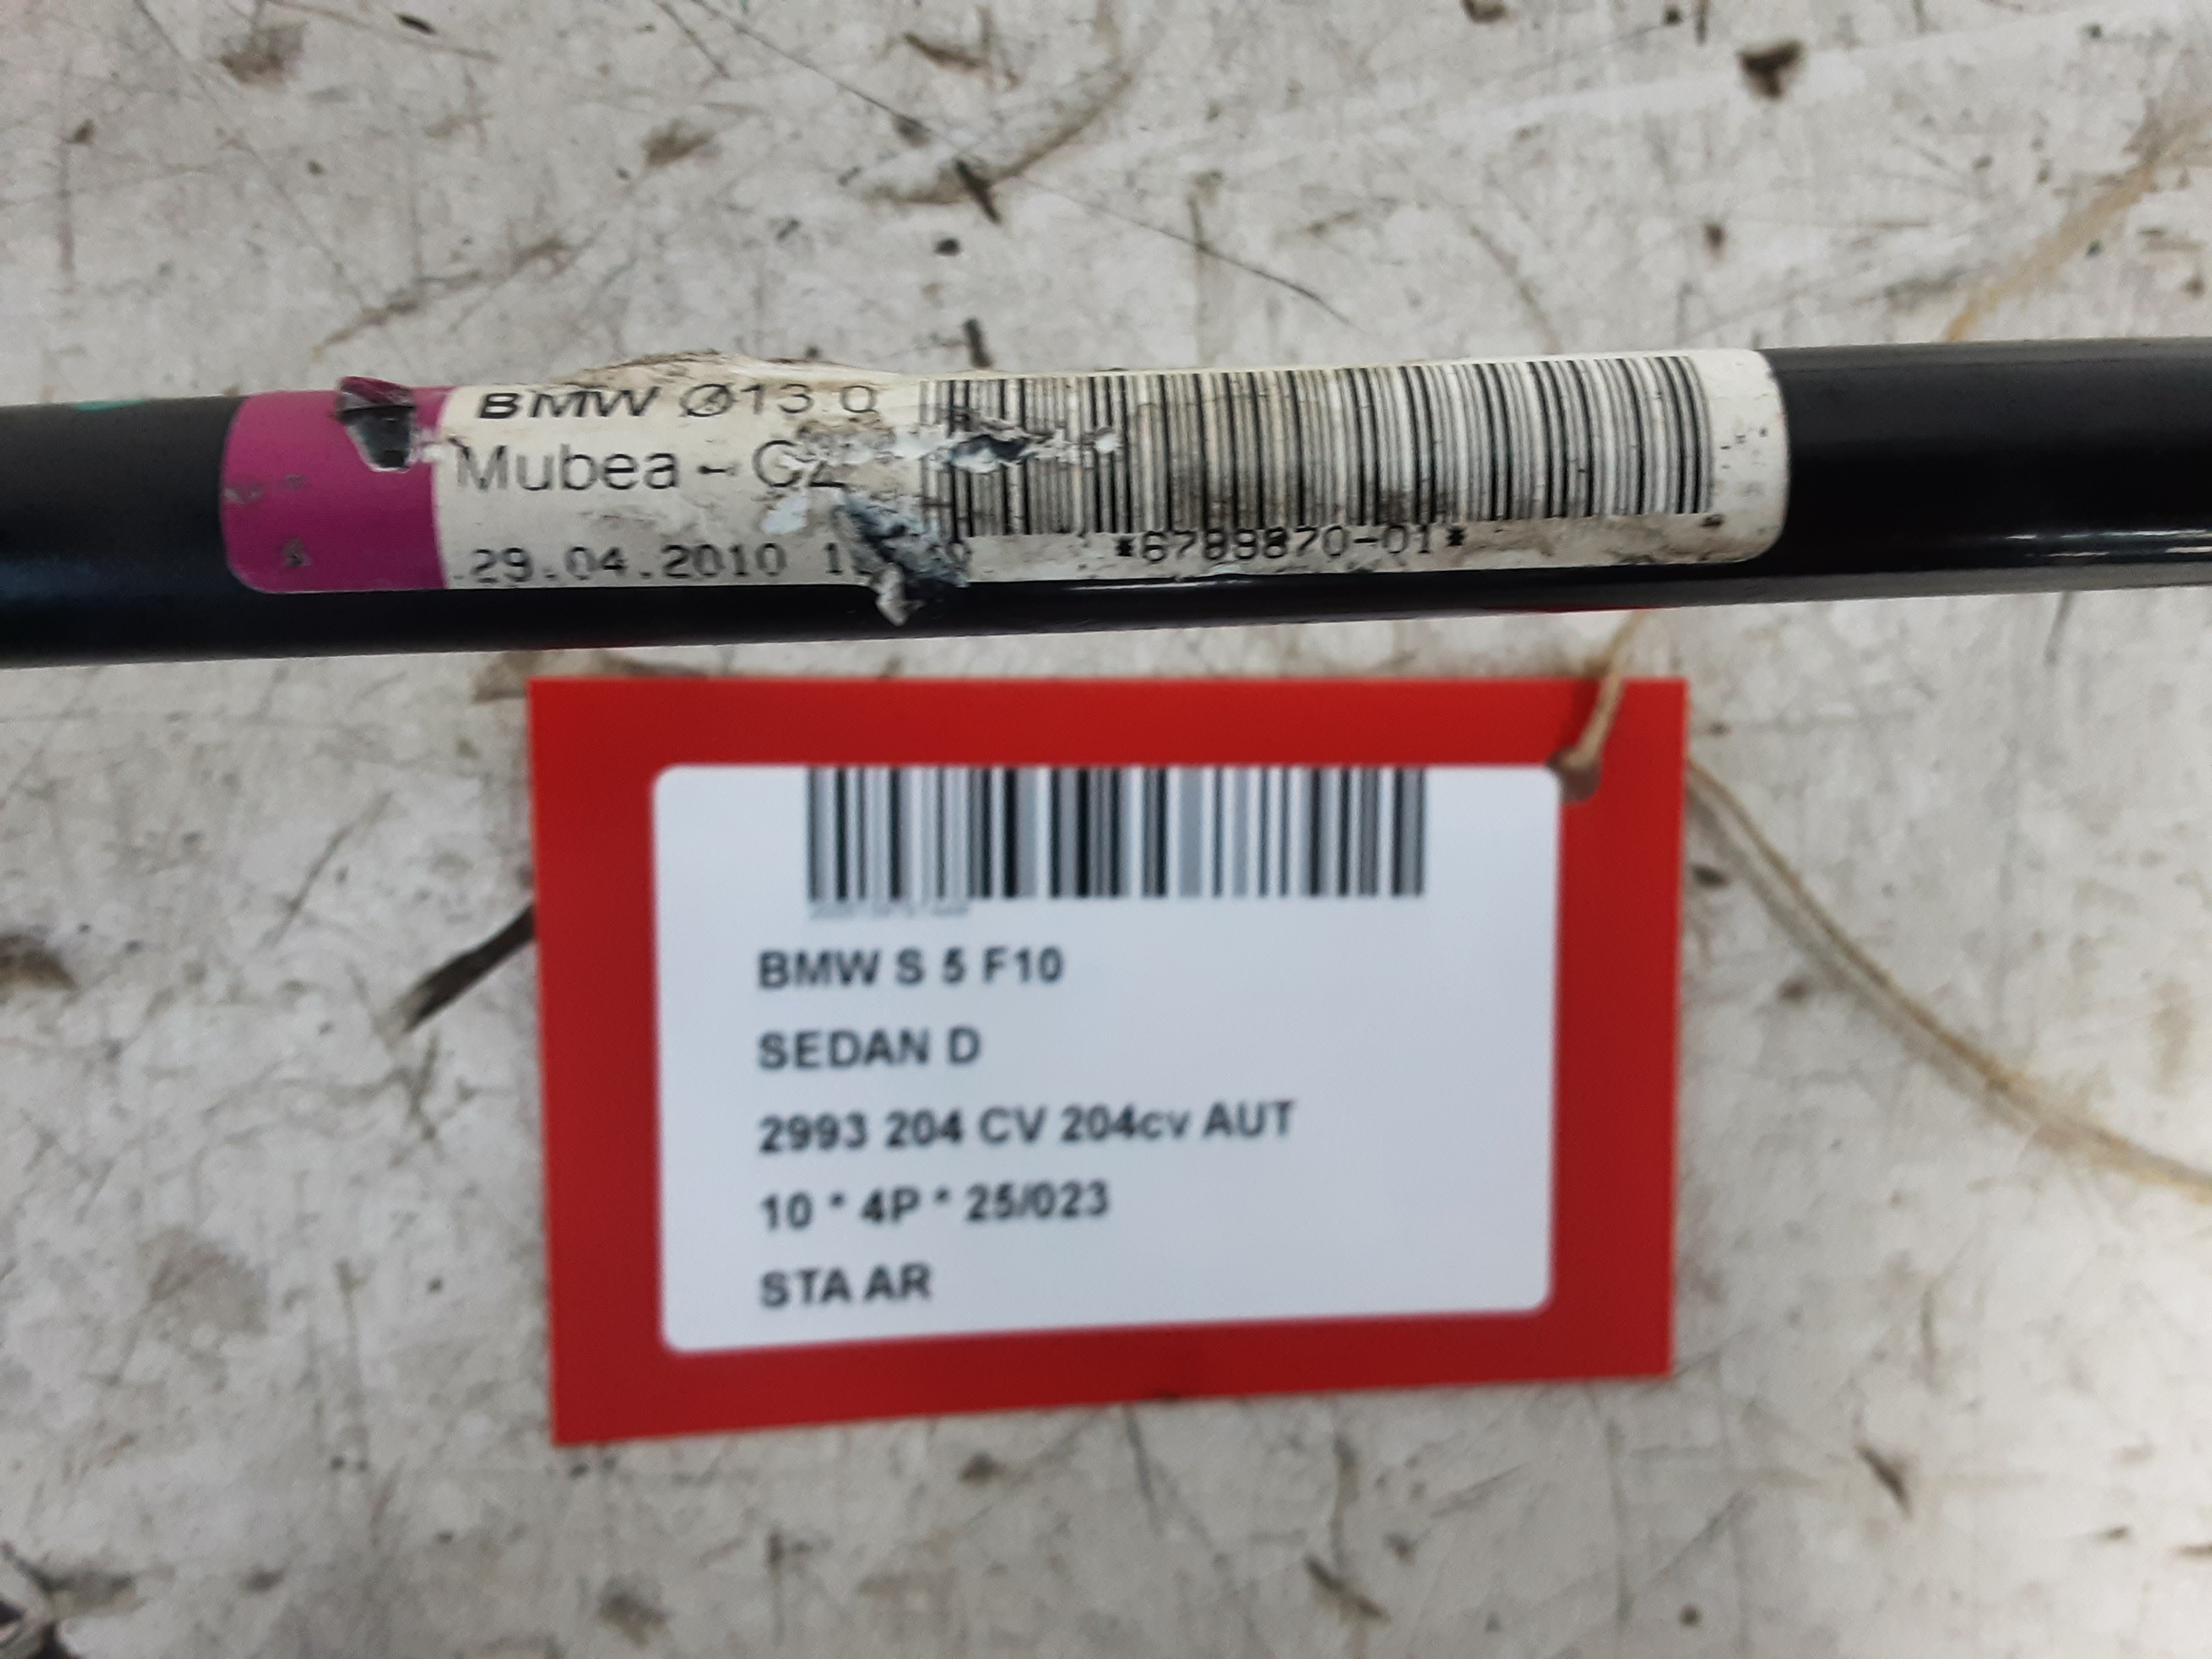 BMW Ø13.0
Mubea - CZ
29.04.2010
*6789870-01*
BMW S 5 F10
SEDAN D
2993 204 CV 204cv AUT
10 * 4P * 25/023
STA AR